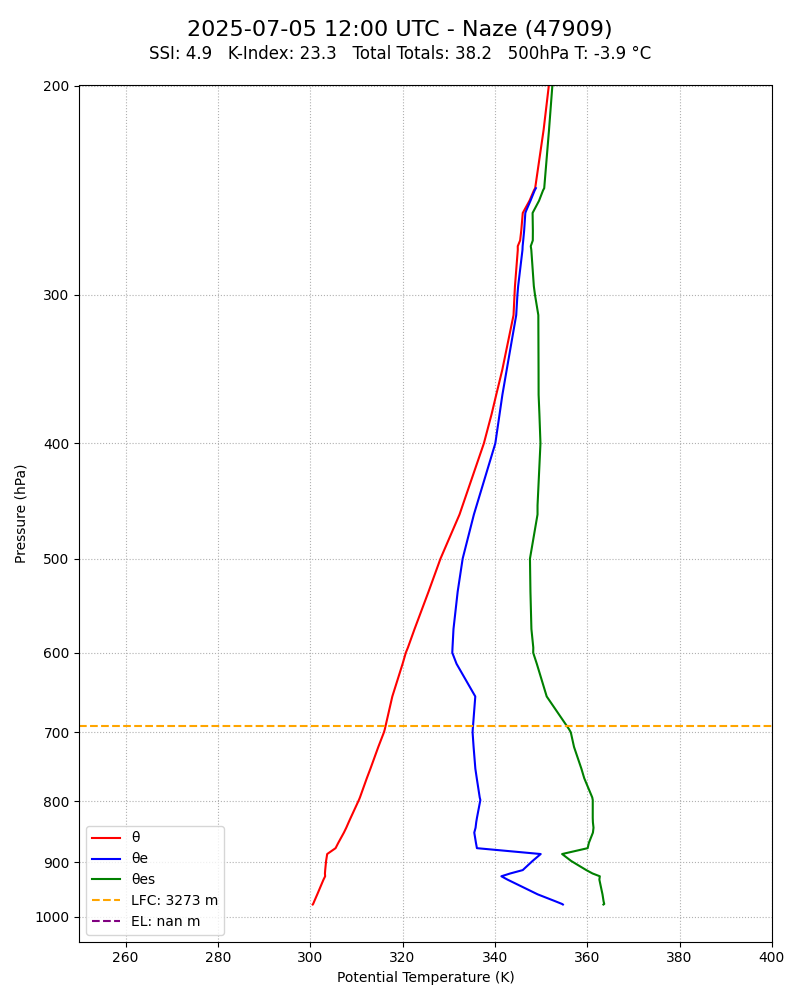 2025-07-05 12:00 UTC - Naze (47909)
SSI: 4.9   K-Index: 23.3   Total Totals: 38.2   500hPa T: -3.9 °C
200
300
400
500
600
700
800
900
1000
Pressure (hPa)
θ
θe
θes
LFC: 3273 m
EL: nan m
260 280 300 320 340 360 380 400
Potential Temperature (K)